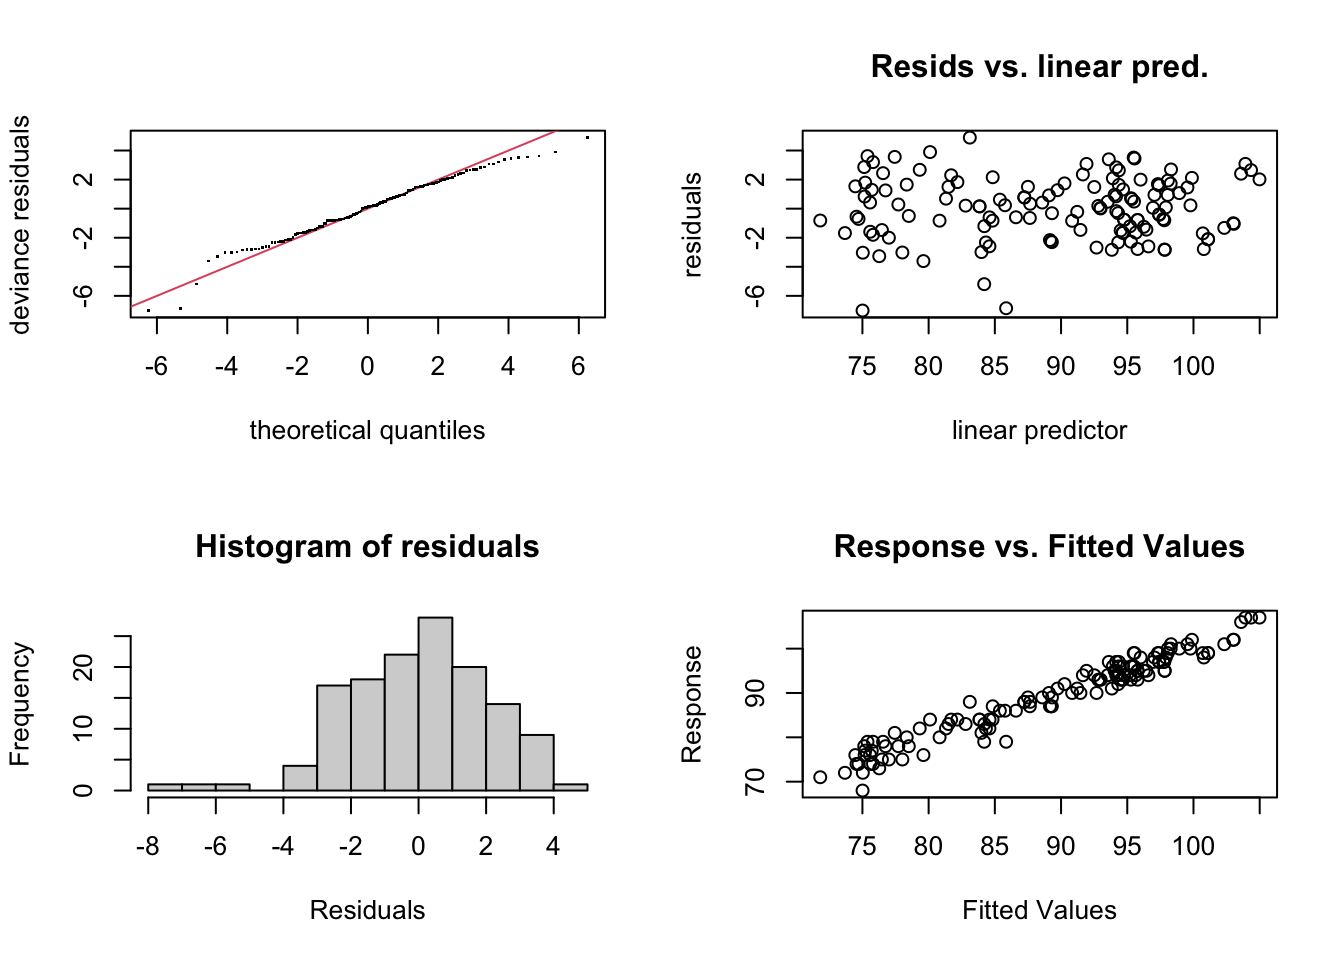 deviance residuals
2
-2
-6
-6 -4 -2 0 2 4 6
theoretical quantiles
Resids vs. linear pred.
residuals
2
-2
-6
75 80 85 90 95 100
linear predictor
Histogram of residuals
Frequency
20
10
0
-8 -6 -4 -2 0 2 4
Residuals
Response vs. Fitted Values
Response
90
70
75 80 85 90 95 100
Fitted Values